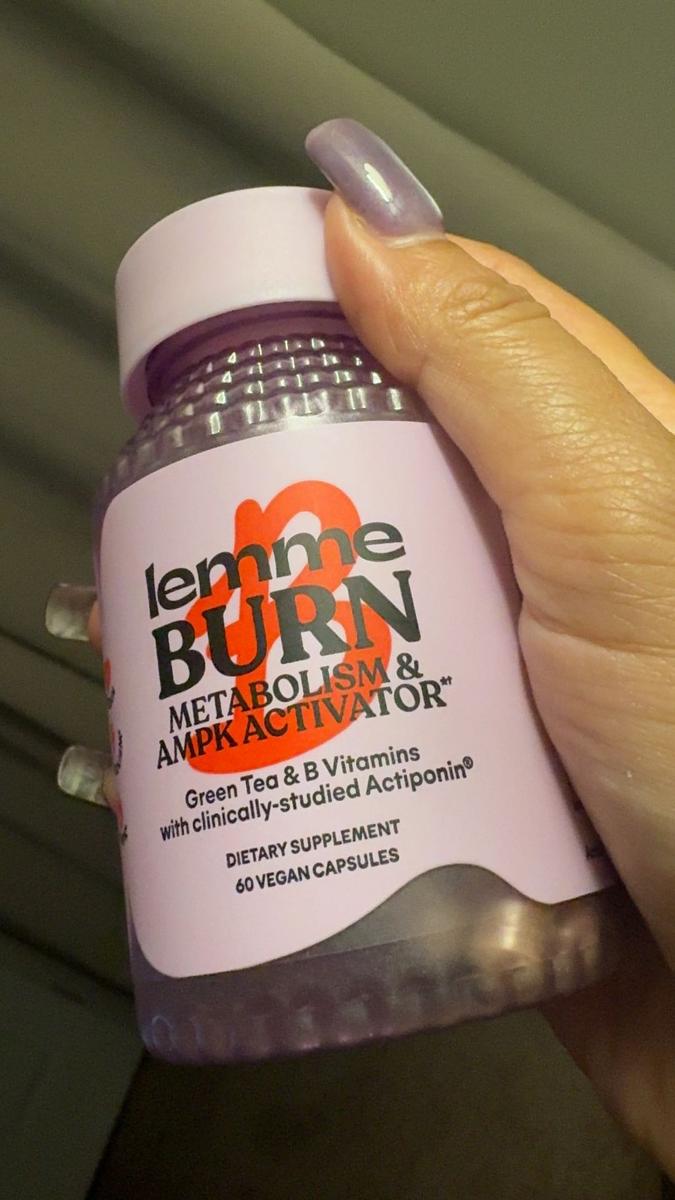 lemme
BURN
METABOLISM &
AMPK ACTIVATOR*†
Green Tea & B Vitamins
with clinically-studied Actiponin®
DIETARY SUPPLEMENT
60 VEGAN CAPSULES